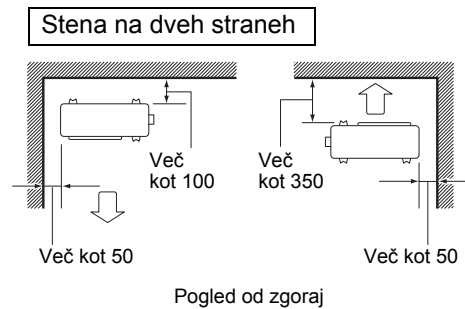 Stena na dveh straneh
Več
kot 100
Več
kot 350
Več kot 50
Več kot 50
Pogled od zgoraj